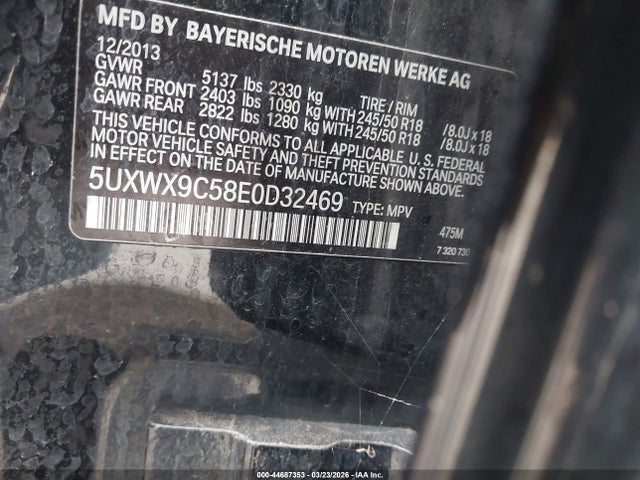 MFD BY BAYERISCHE MOTOREN WERKE AG
12/2013
GVWR 5137 lbs 2330 kg TIRE / RIM
GAWR FRONT 2403 lbs 1090 kg WITH 245/50 R18 /8.0J x 18
GAWR REAR 2822 lbs 1280 kg WITH 245/50 R18 /8.0J x 18
THIS VEHICLE CONFORMS TO ALL APPLICABLE U.S. FEDERAL
MOTOR VEHICLE SAFETY AND THEFT PREVENTION STANDARDS
IN EFFECT ON THE DATE OF MANUFACTURE SHOWN ABOVE.
5UXWX9C58E0D32469 TYPE: MPV
475M
7 320 730
000-44687353 | 03/23/2026 | IAA Inc.